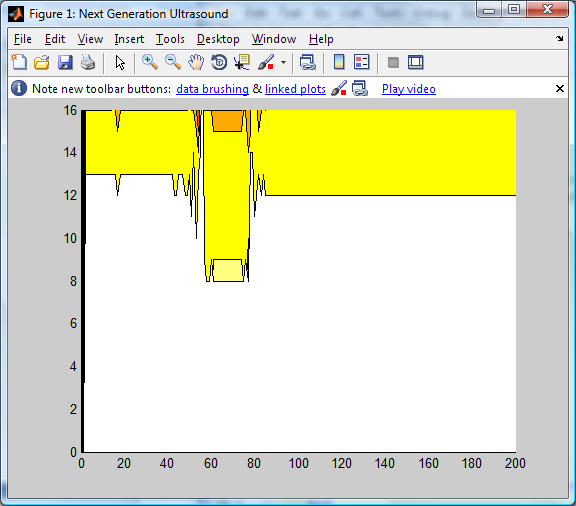 Figure 1: Next Generation Ultrasound
File Edit View Insert Tools Desktop Window Help
Note new toolbar buttons: data brushing & linked plots Play video
16
14
12
10
8
6
4
2
0
0 20 40 60 80 100 120 140 160 180 200